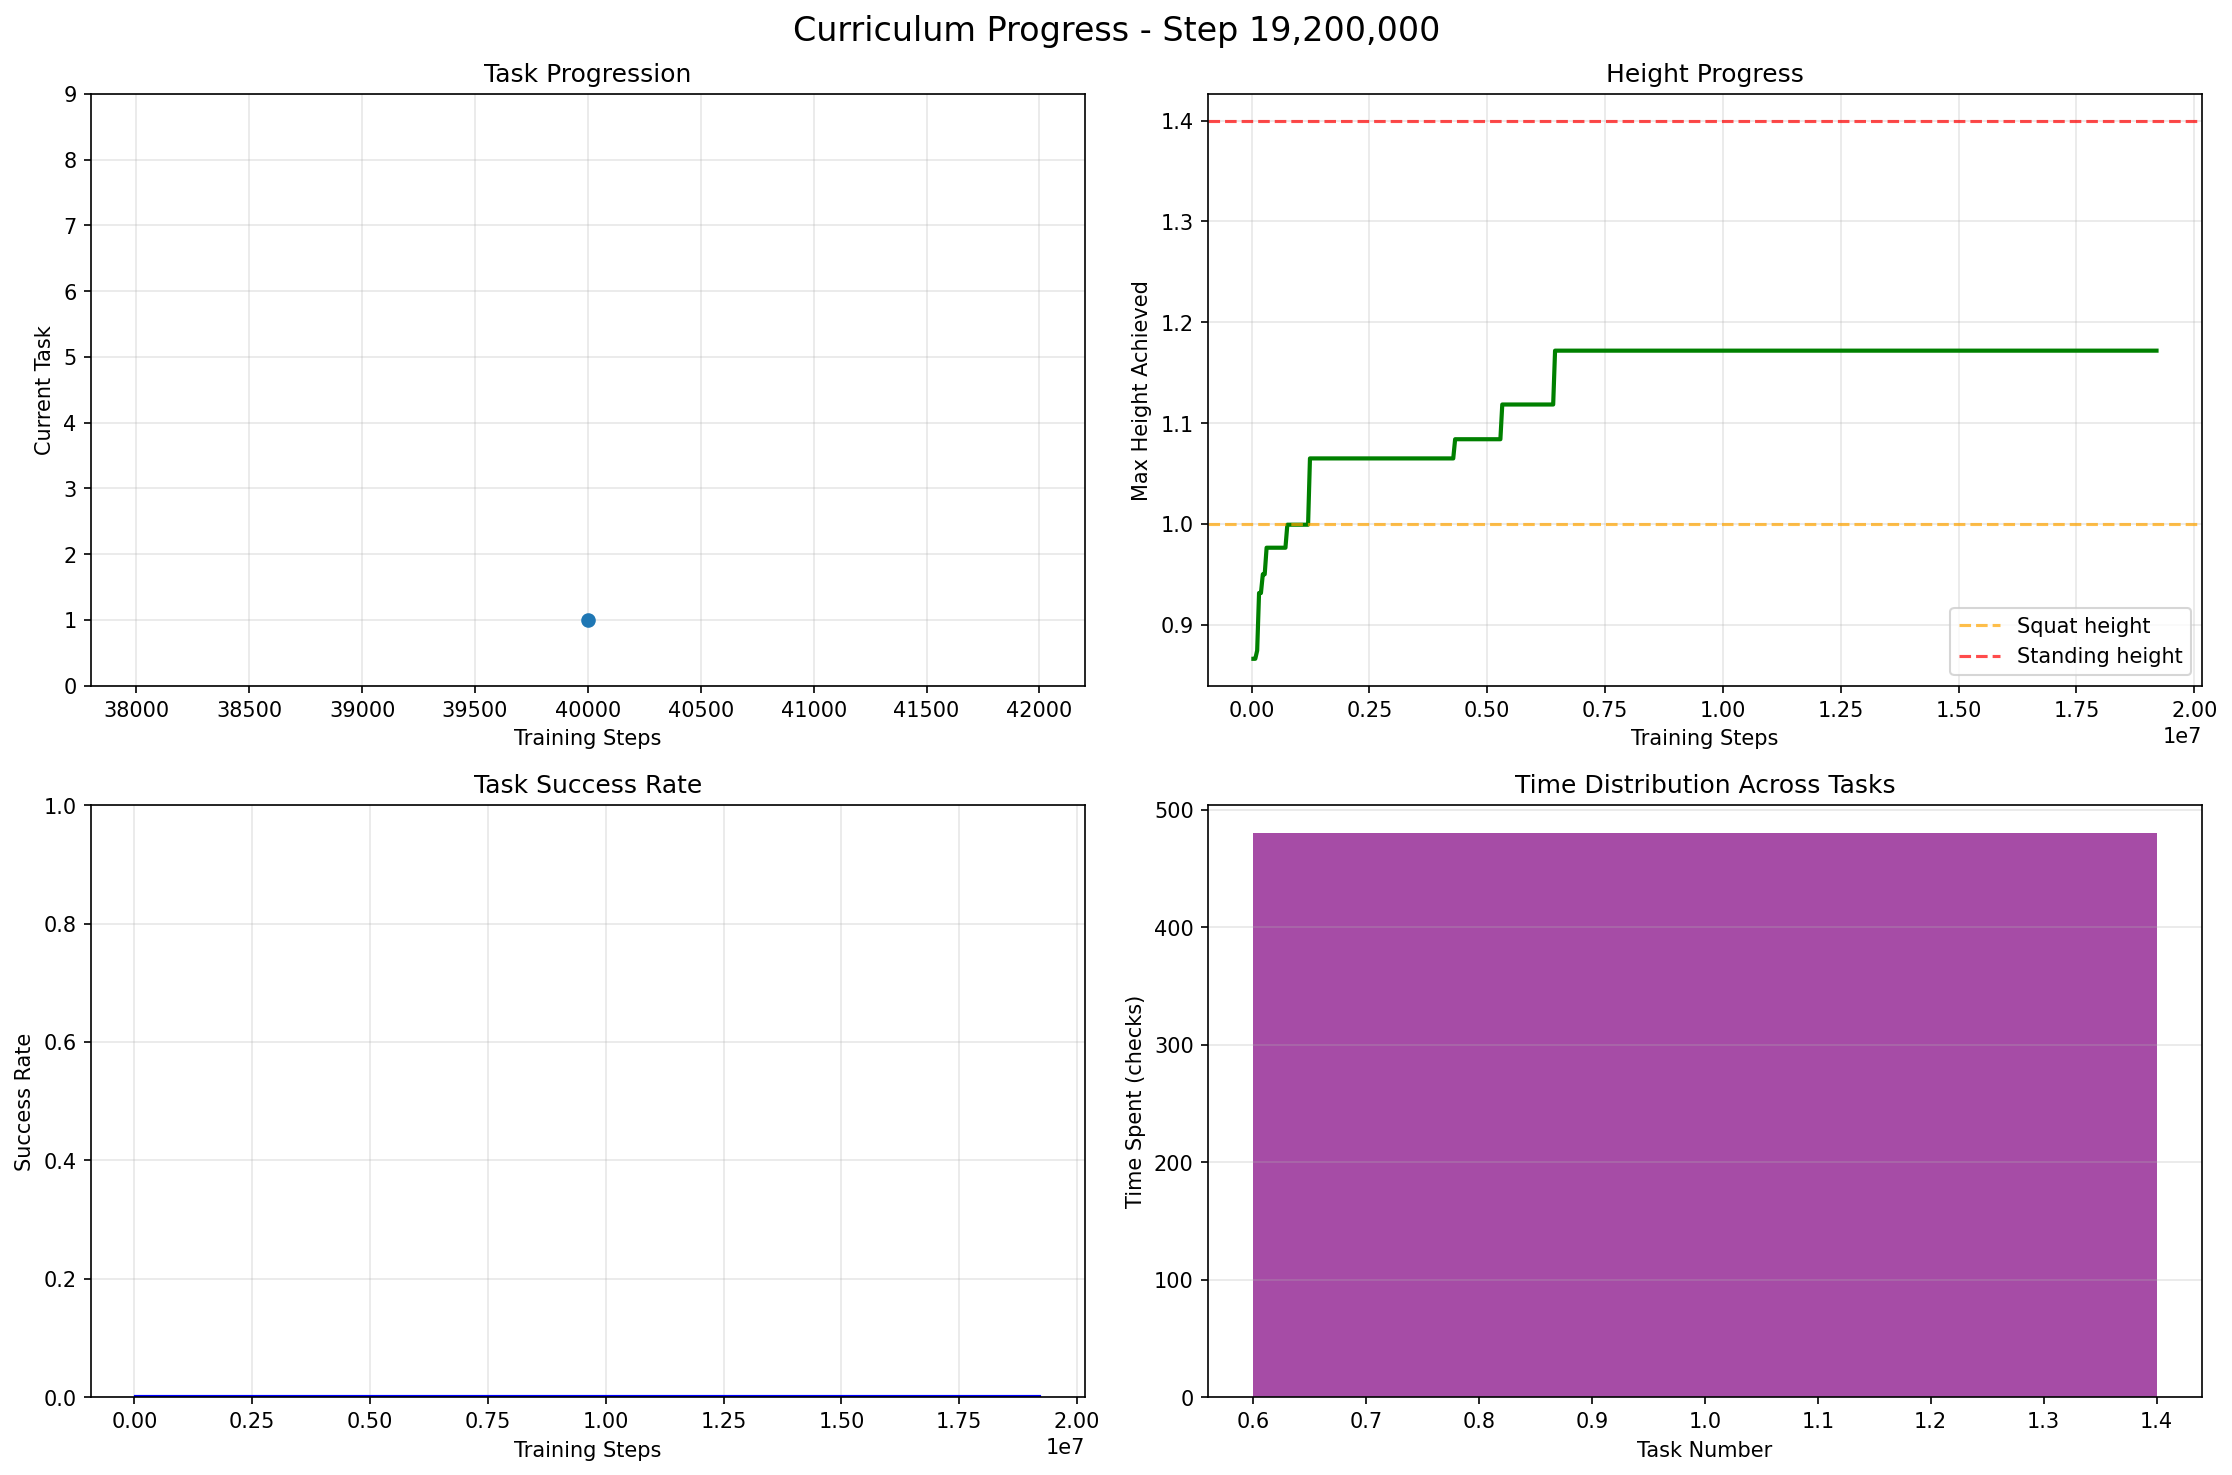 Curriculum Progress - Step 19,200,000
Task Progression
9
8
7
6
5
4
3
2
1
0
Current Task
38000 38500 39000 39500 40000 40500 41000 41500 42000
Training Steps
Height Progress
1.4
1.3
1.2
1.1
1.0
0.9
Max Height Achieved
Squat height
Standing height
0.00 0.25 0.50 0.75 1.00 1.25 1.50 1.75 2.00
1e7
Training Steps
Task Success Rate
1.0
0.8
0.6
0.4
0.2
0.0
Success Rate
0.00 0.25 0.50 0.75 1.00 1.25 1.50 1.75 2.00
1e7
Training Steps
Time Distribution Across Tasks
500
400
300
200
100
0
Time Spent (checks)
0.6 0.7 0.8 0.9 1.0 1.1 1.2 1.3 1.4
Task Number